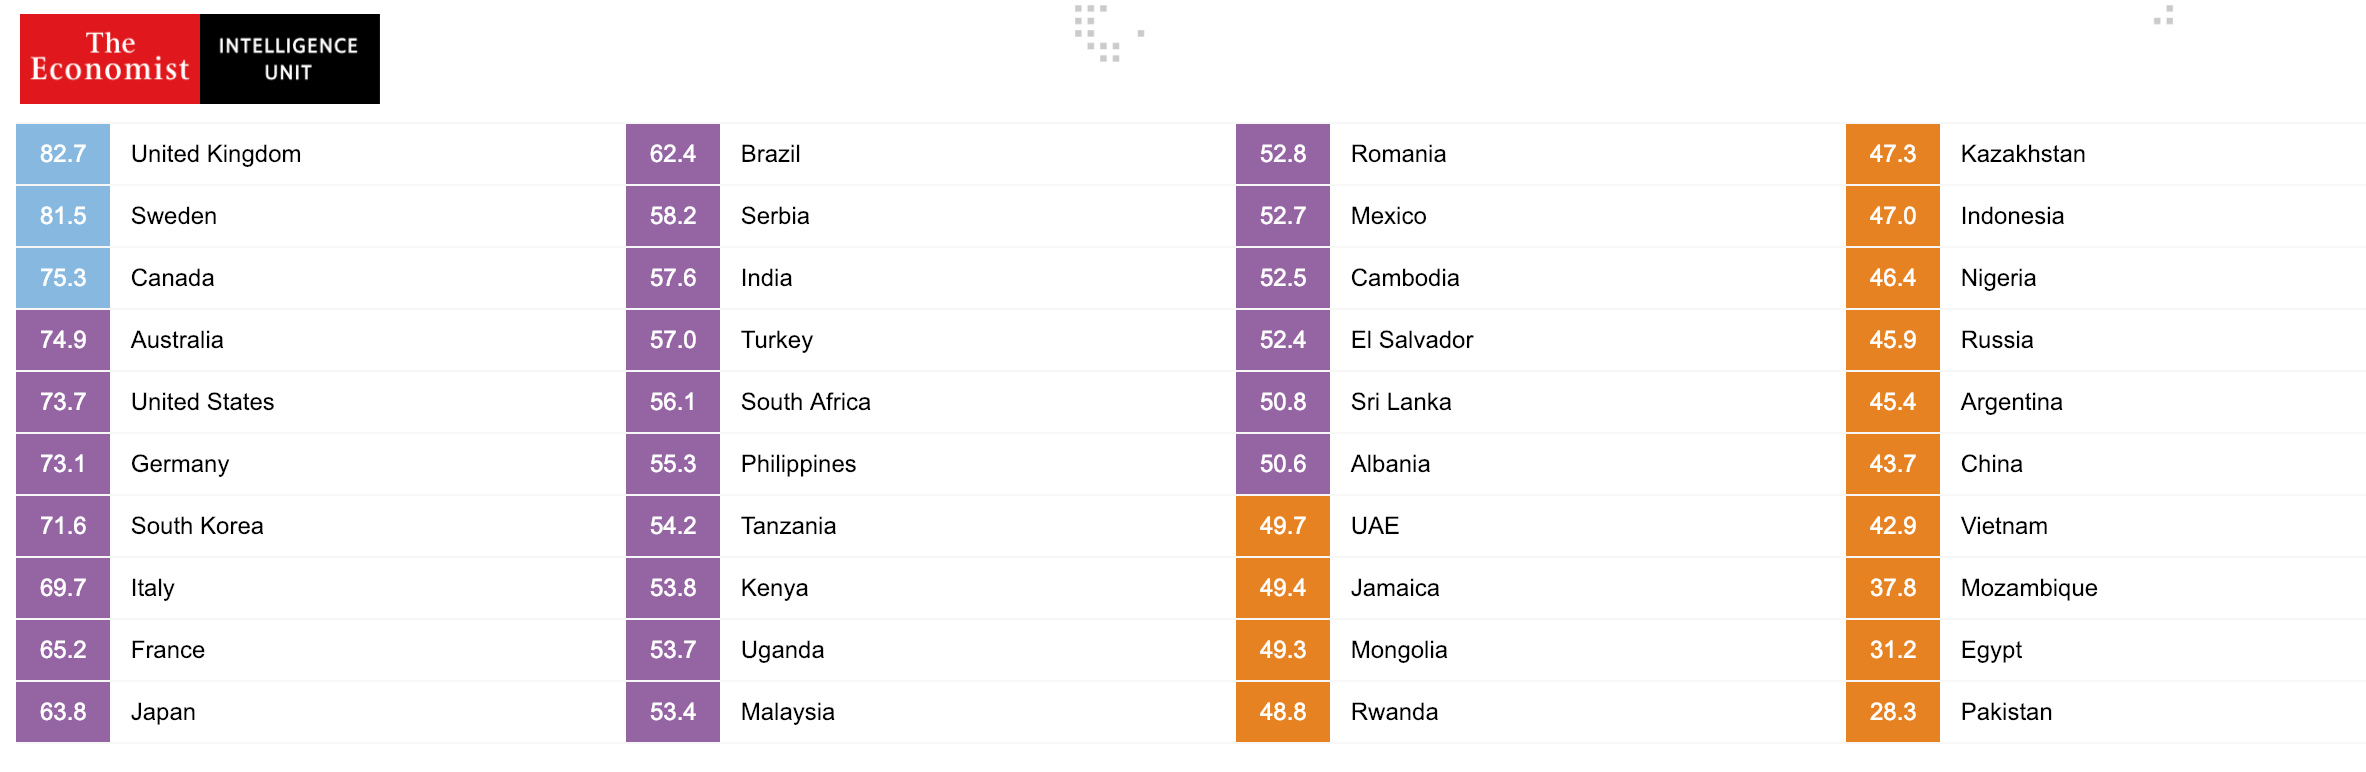 The
Economist
INTELLIGENCE
UNIT
82.7 United Kingdom
81.5 Sweden
75.3 Canada
74.9 Australia
73.7 United States
73.1 Germany
71.6 South Korea
69.7 Italy
65.2 France
63.8 Japan
62.4 Brazil
58.2 Serbia
57.6 India
57.0 Turkey
56.1 South Africa
55.3 Philippines
54.2 Tanzania
53.8 Kenya
53.7 Uganda
53.4 Malaysia
52.8 Romania
52.7 Mexico
52.5 Cambodia
52.4 El Salvador
50.8 Sri Lanka
50.6 Albania
49.7 UAE
49.4 Jamaica
49.3 Mongolia
48.8 Rwanda
47.3 Kazakhstan
47.0 Indonesia
46.4 Nigeria
45.9 Russia
45.4 Argentina
43.7 China
42.9 Vietnam
37.8 Mozambique
31.2 Egypt
28.3 Pakistan